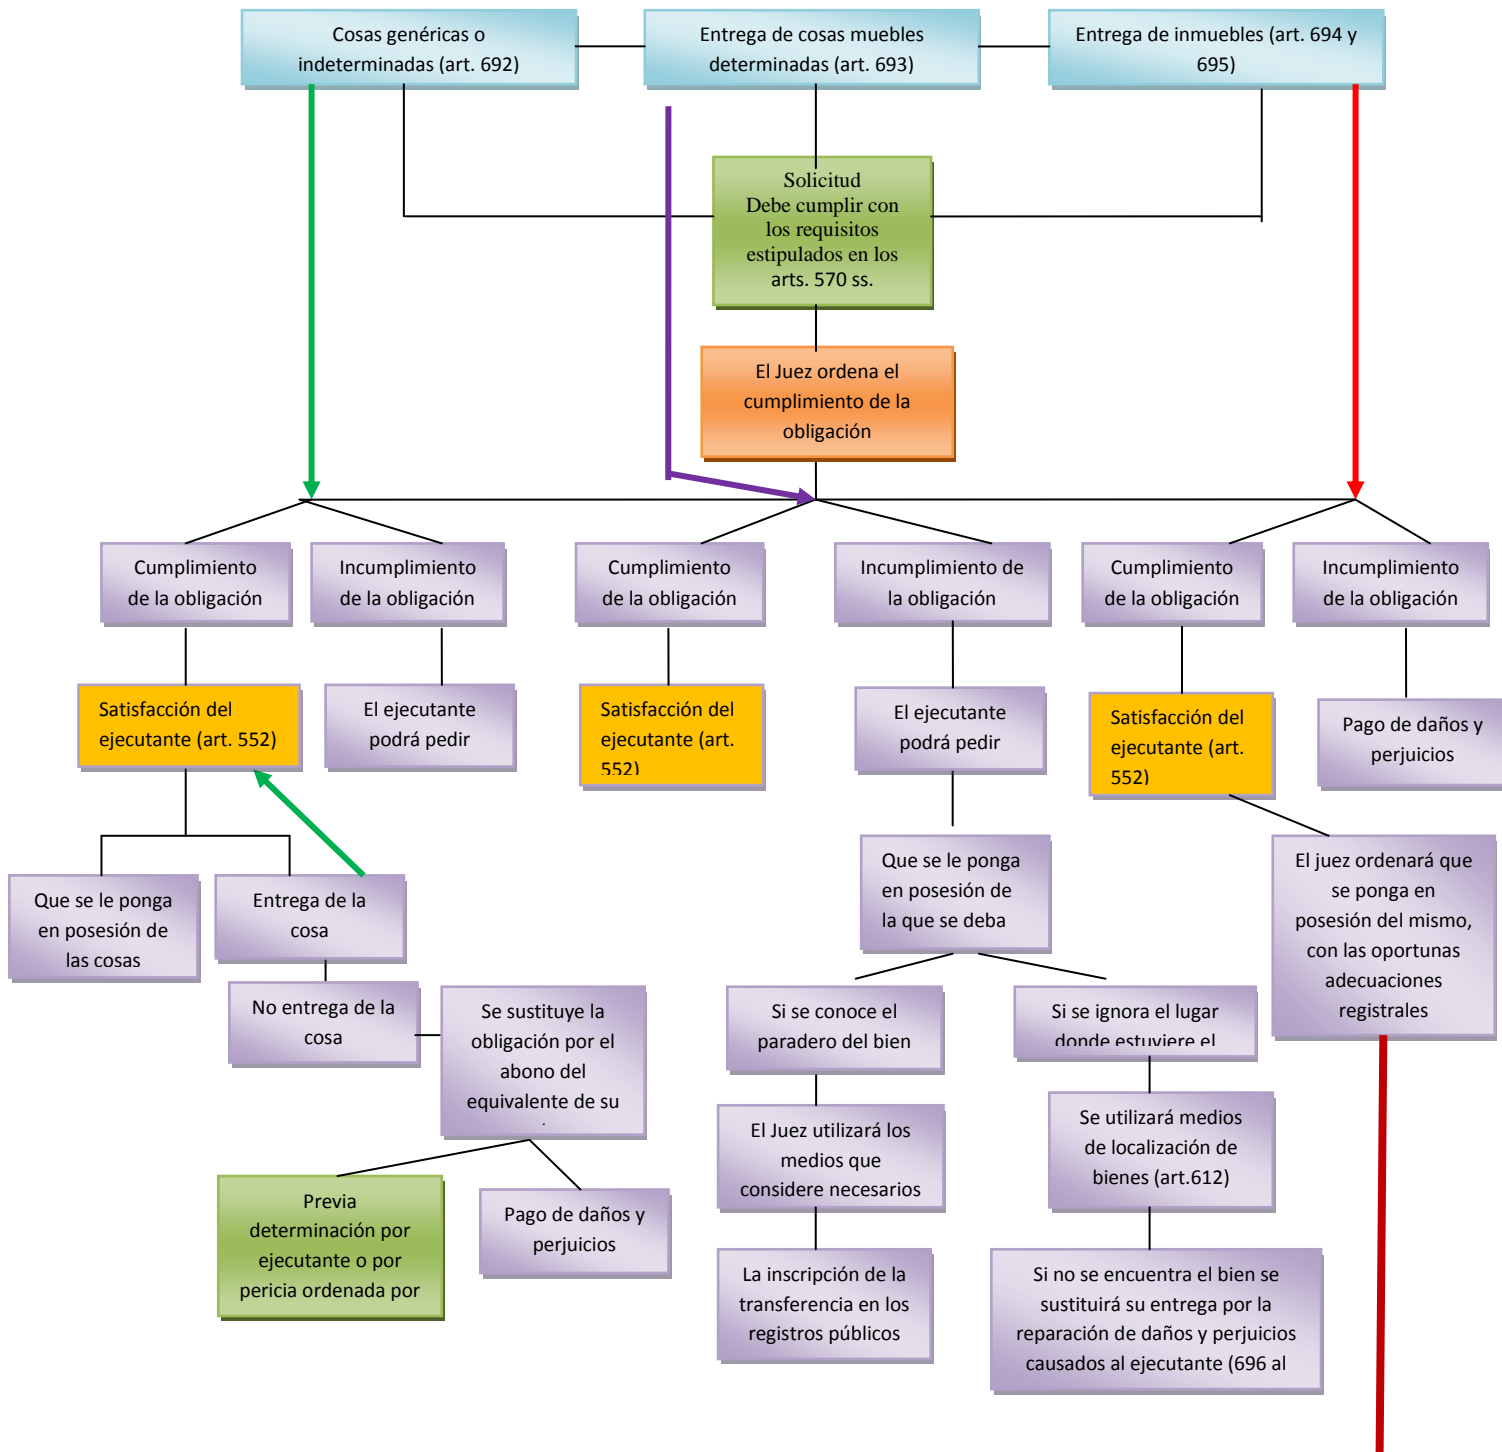 Cosas genéricas o
indeterminadas (art. 692)
Entrega de cosas muebles
determinadas (art. 693)
Entrega de inmuebles (art. 694 y
695)
Solicitud
Debe cumplir con
los requisitos
estipulados en los
arts. 570 ss.
El Juez ordena el
cumplimiento de la
obligación
Cumplimiento
de la obligación
Incumplimiento
de la obligación
Cumplimiento
de la obligación
Incumplimiento de
la obligación
Cumplimiento
de la obligación
Incumplimiento
de la obligación
Satisfacción del
ejecutante (art. 552)
El ejecutante
podrá pedir
Satisfacción del
ejecutante (art.
552)
El ejecutante
podrá pedir
Satisfacción del
ejecutante (art.
552)
Pago de daños y
perjuicios
Que se le ponga
en posesión de
las cosas
Entrega de la
cosa
Que se le ponga
en posesión de
la que se deba
El juez ordenará que
se ponga en
posesión del mismo,
con las oportunas
adecuaciones
registrales
No entrega de la
cosa
Se sustituye la
obligación por el
abono del
equivalente de su
Si se conoce el
paradero del bien
Si se ignora el lugar
donde estuviere el
El Juez utilizará los
medios que
considere necesarios
Se utilizará medios
de localización de
bienes (art.612)
Previa
determinación por
ejecutante o por
pericia ordenada por
Pago de daños y
perjuicios
La inscripción de la
transferencia en los
registros públicos
Si no se encuentra el bien se
sustituirá su entrega por la
reparación de daños y perjuicios
causados al ejecutante (696 al